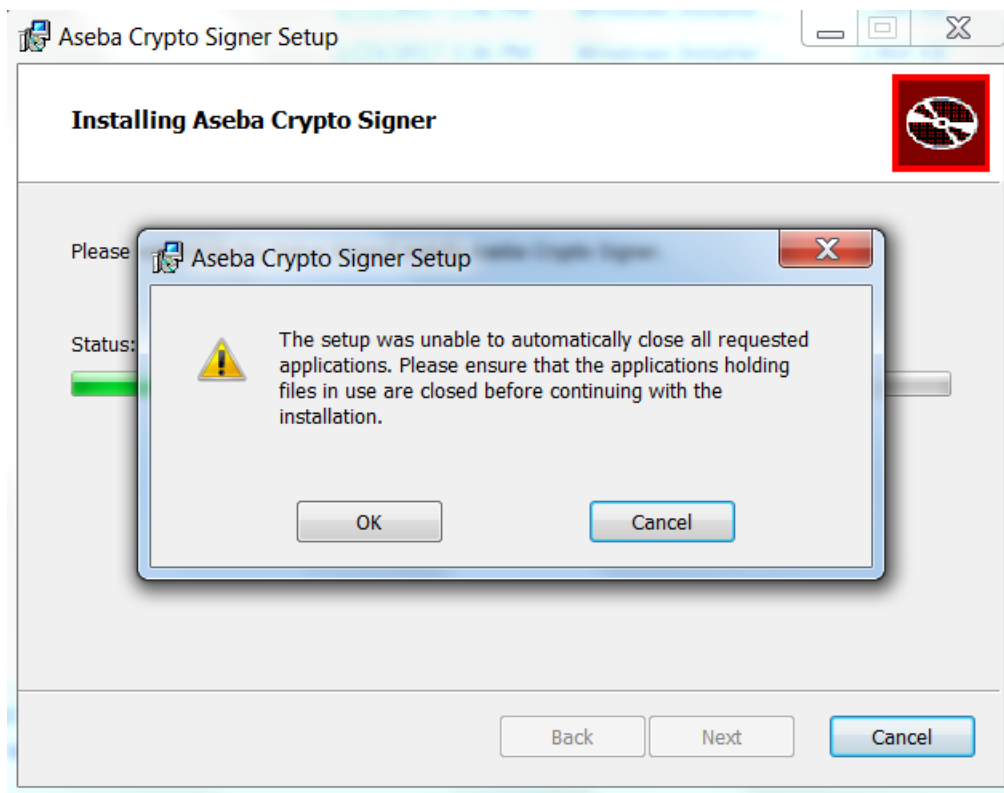 Aseba Crypto Signer Setup
Installing Aseba Crypto Signer
Please
Aseba Crypto Signer Setup
Status:
The setup was unable to automatically close all requested
applications. Please ensure that the applications holding
files in use are closed before continuing with the
installation.
OK Cancel
Back Next Cancel